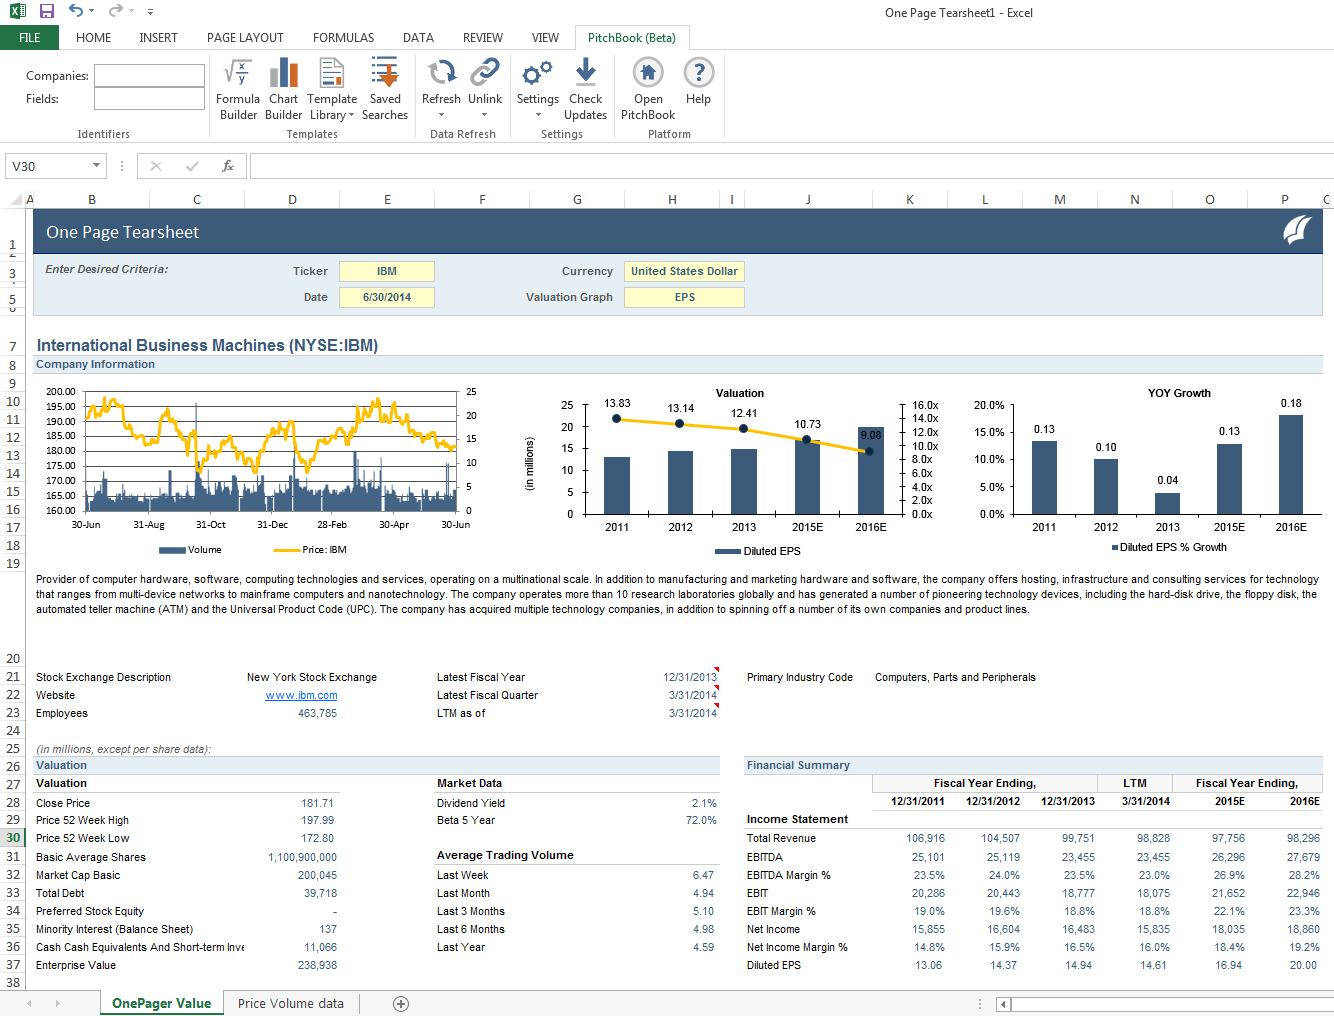 One Page Tearsheet1 - Excel
FILE HOME INSERT PAGE LAYOUT FORMULAS DATA REVIEW VIEW PitchBook (Beta)
Companies:
Fields:
Identifiers
Formula Builder
Chart Builder
Template Library
Saved Searches
Templates
Refresh
Unlink
Data Refresh
Settings
Check Updates
Settings
Open PitchBook
Help
Platform
V30
fx
A B C D E F G H I J K L M N O P
1 One Page Tearsheet
2
3 Enter Desired Criteria: Ticker IBM Currency United States Dollar
5 Date 6/30/2014 Valuation Graph EPS
6
7 International Business Machines (NYSE:IBM)
8 Company Information
9
10
11
12
13
14
15
16
17
18
19
200.00
195.00
190.00
185.00
180.00
175.00
170.00
165.00
160.00
25
20
15
10
5
0
30-Jun 31-Aug 31-Oct 31-Dec 28-Feb 30-Apr 30-Jun
Volume Price: IBM
Valuation
(in millions)
25
20
15
10
5
0
13.83 13.14 12.41 10.73 9.08
16.0x
14.0x
12.0x
10.0x
8.0x
6.0x
4.0x
2.0x
0.0x
2011 2012 2013 2015E 2016E
Diluted EPS
YOY Growth
20.0%
15.0%
10.0%
5.0%
0.0%
0.13 0.10 0.04 0.13 0.18
2011 2012 2013 2015E 2016E
Diluted EPS % Growth
Provider of computer hardware, software, computing technologies and services, operating on a multinational scale. In addition to manufacturing and marketing hardware and software, the company offers hosting, infrastructure and consulting services for technology
that ranges from multi-device networks to mainframe computers and nanotechnology. The company operates more than 10 research laboratories globally and has generated a number of pioneering technology devices, including the hard-disk drive, the floppy disk, the
automated teller machine (ATM) and the Universal Product Code (UPC). The company has acquired multiple technology companies, in addition to spinning off a number of its own companies and product lines.
20
21 Stock Exchange Description New York Stock Exchange Latest Fiscal Year 12/31/2013 Primary Industry Code Computers, Parts and Peripherals
22 Website www.ibm.com Latest Fiscal Quarter 3/31/2014
23 Employees 463,785 LTM as of 3/31/2014
24
25 (in millions, except per share data):
26 Valuation Financial Summary
27 Valuation Market Data Fiscal Year Ending, LTM Fiscal Year Ending,
28 Close Price 181.71 Dividend Yield 2.1% 12/31/2011 12/31/2012 12/31/2013 3/31/2014 2015E 2016E
29 Price 52 Week High 197.99 Beta 5 Year 72.0% Income Statement
30 Price 52 Week Low 172.80 Total Revenue 106,916 104,507 99,751 98,828 97,756 98,296
31 Basic Average Shares 1,100,900,000 Average Trading Volume EBITDA 25,101 25,119 23,455 23,455 26,296 27,679
32 Market Cap Basic 200,045 Last Week 6.47 EBITDA Margin % 23.5% 24.0% 23.5% 23.0% 26.9% 28.2%
33 Total Debt 39,718 Last Month 4.94 EBIT 20,286 20,443 18,777 18,075 21,652 22,946
34 Preferred Stock Equity - Last 3 Months 5.10 EBIT Margin % 19.0% 19.6% 18.8% 18.8% 22.1% 23.3%
35 Minority Interest (Balance Sheet) 137 Last 6 Months 4.98 Net Income 15,855 16,604 16,483 15,835 18,035 18,860
36 Cash Cash Equivalents And Short-term Inve 11,066 Last Year 4.59 Net Income Margin % 14.8% 15.9% 16.5% 16.0% 18.4% 19.2%
37 Enterprise Value 238,938 Diluted EPS 13.06 14.37 14.94 14.61 16.94 20.00
38
OnePager Value Price Volume data